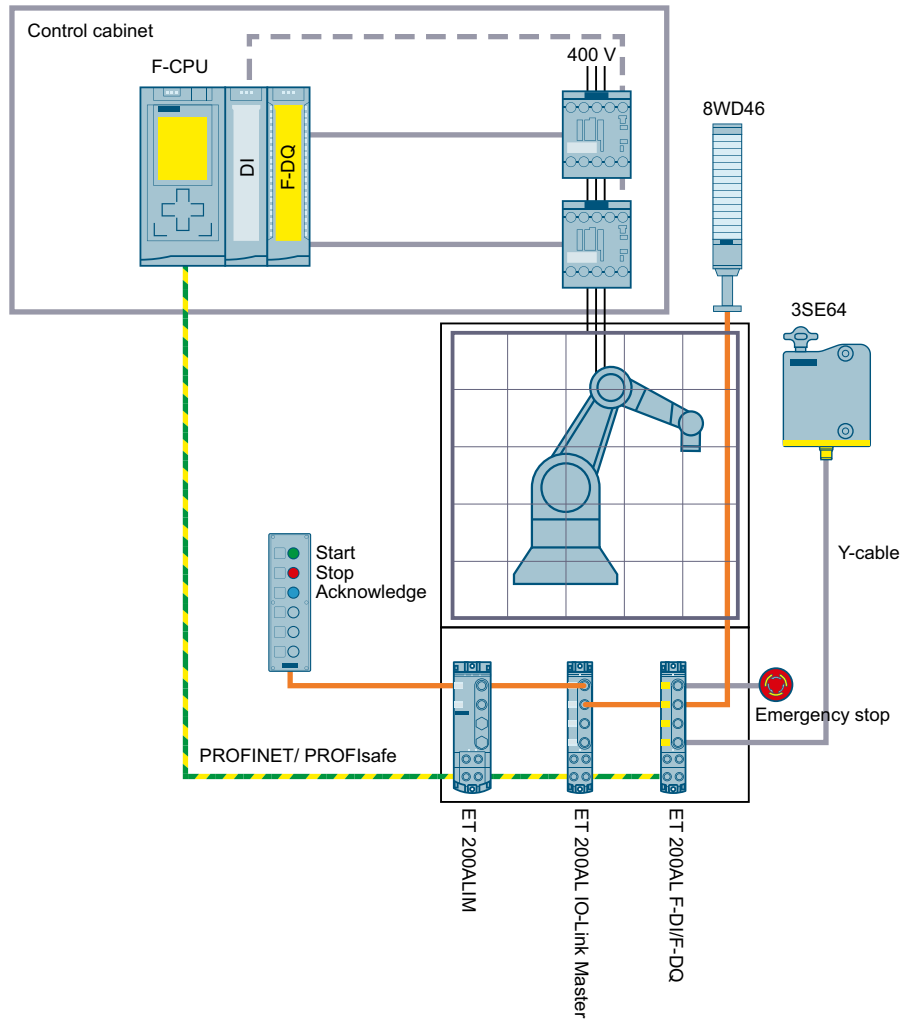 Control cabinet
F-CPU
400 V
8WD46
DI
F-DQ
3SE64
Start
Stop
Acknowledge
Y-cable
Emergency stop
PROFINET/ PROFIsafe
ET 200ALIM
ET 200AL IO-Link Master
ET 200AL F-DI/F-DQ